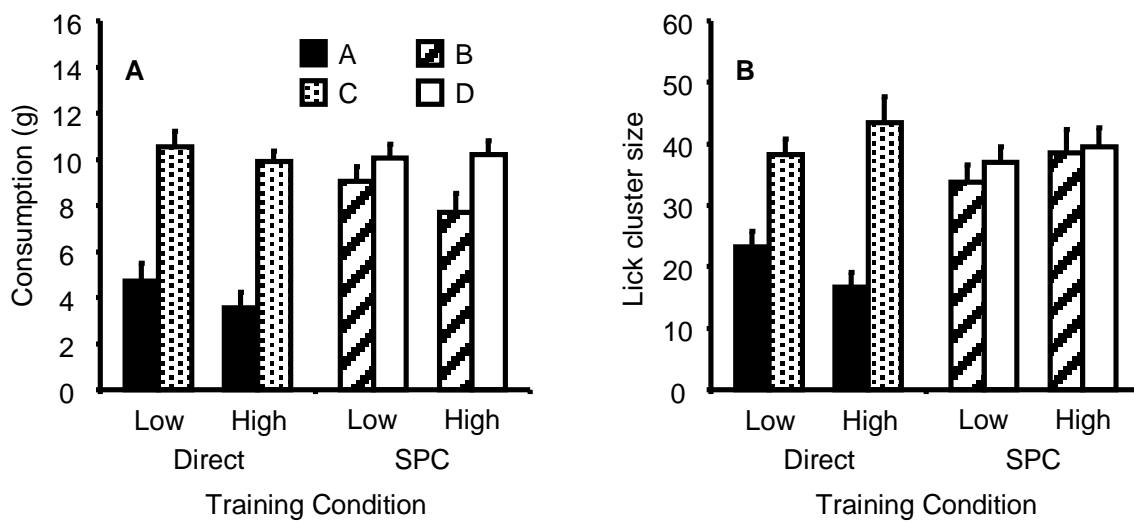 16
14
12
10
8
6
4
2
0
Consumption (g)
A
A
B
C
D
Low
High
Low
High
Direct
SPC
Training Condition
60
50
40
30
20
10
0
Lick cluster size
B
Low
High
Low
High
Direct
SPC
Training Condition